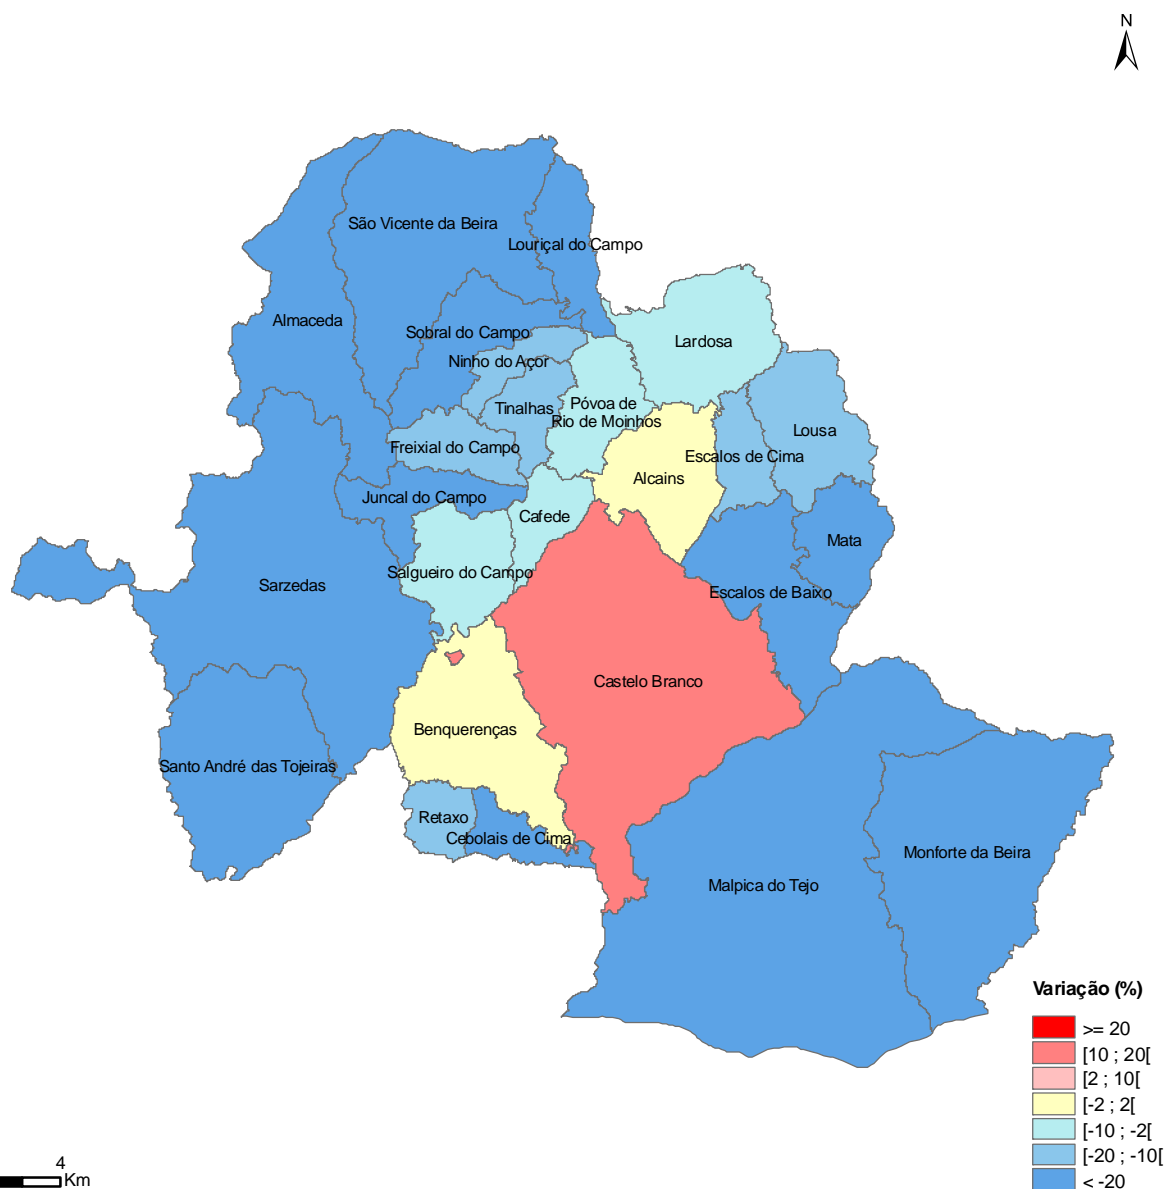 N
São Vicente da Beira
Louriçal do Campo
Almaceda
Sobral do Campo
Lardosa
Ninho do Açor
Tinalhas
Póvoa de
Rio de Moinhos
Lousa
Freixial do Campo
Escalos de Cima
Alcains
Juncal do Campo
Cafede
Mata
Salgueiro do Campo
Sarzedas
Escalos de Baixo
Castelo Branco
Benquerenças
Santo André das Tojeiras
Retaxo
Cebolais de Cima
Monforte da Beira
Malpica do Tejo
Variação (%)
>= 20
[10 ; 20[
[2 ; 10[
[-2 ; 2[
[-10 ; -2[
[-20 ; -10[
< -20
4
Km